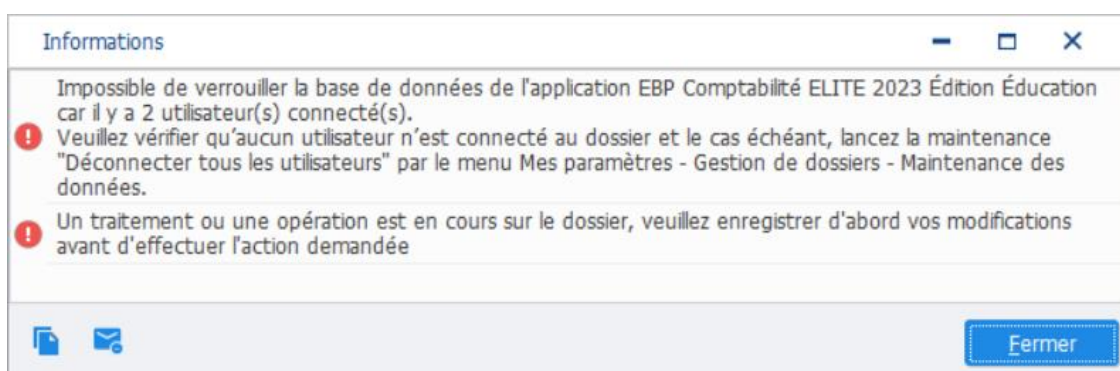 Informations
Impossible de verrouiller la base de données de l'application EBP Comptabilité ELITE 2023 Édition Éducation
car il y a 2 utilisateur(s) connecté(s).
Veuillez vérifier qu’aucun utilisateur n’est connecté au dossier et le cas échéant, lancez la maintenance
"Déconnecter tous les utilisateurs" par le menu Mes paramètres - Gestion de dossiers - Maintenance des
données.
Un traitement ou une opération est en cours sur le dossier, veuillez enregistrer d'abord vos modifications
avant d'effectuer l'action demandée
Fermer